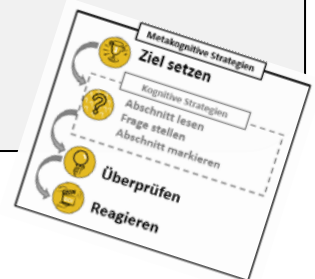 Metakognitive Strategien
Ziel setzen
Kognitive Strategien
Abschnitt lesen
Frage stellen
Abschnitt markieren
Überprüfen
Reagieren